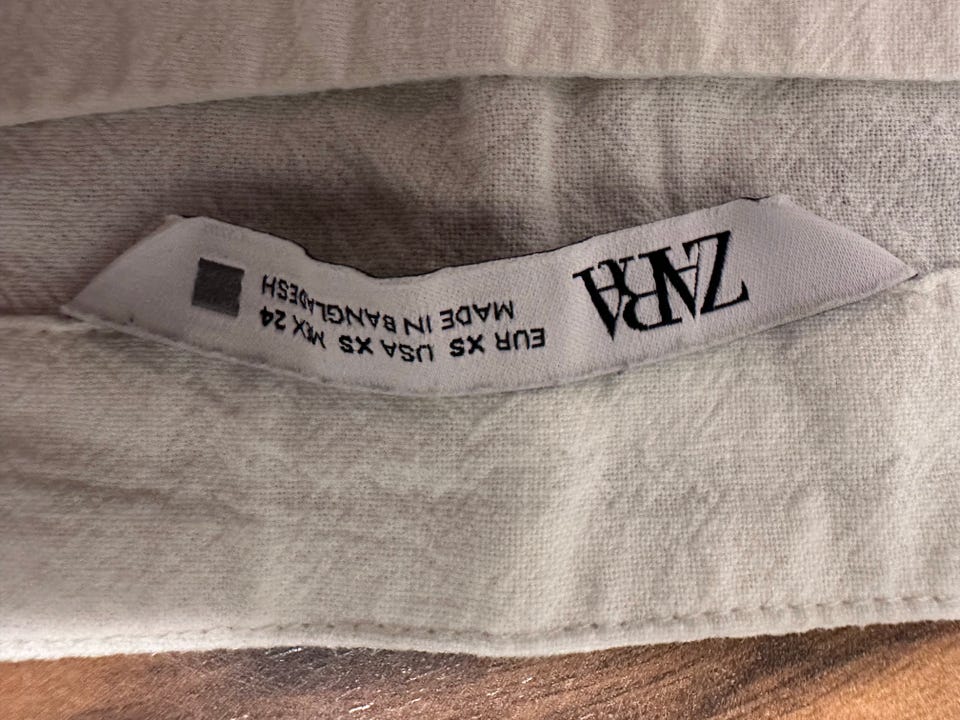 ZARA
EUR XS USA XS MEX 24
MADE IN BANGLADESH